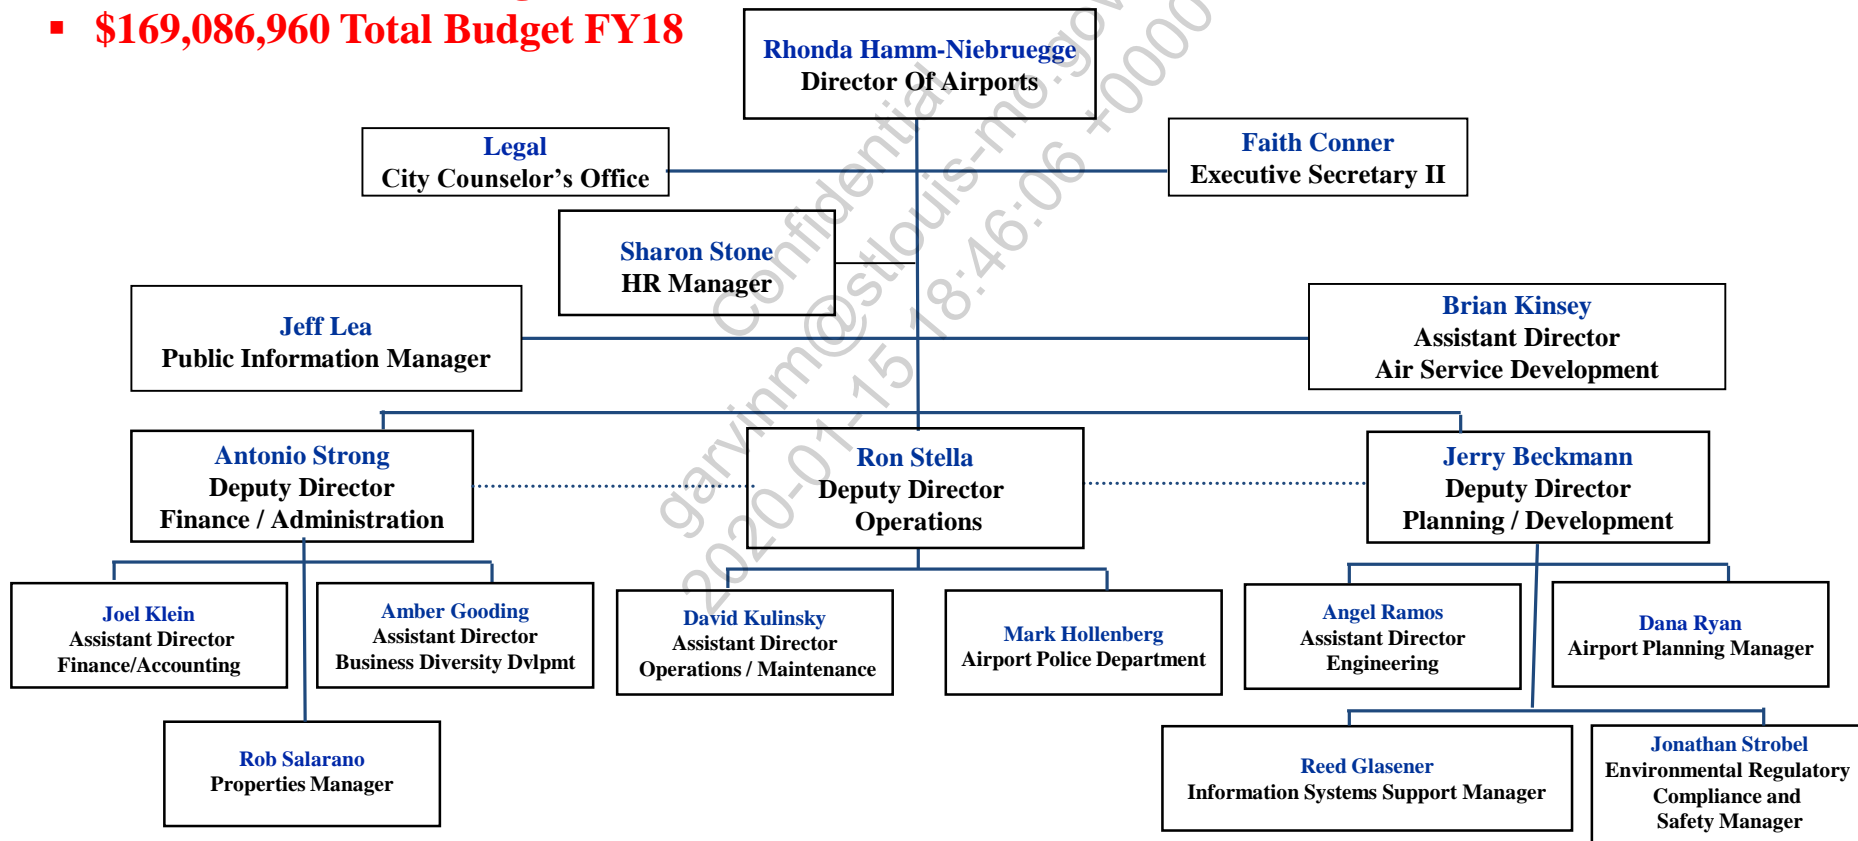 ▪ $169,086,960 Total Budget FY18
Rhonda Hamm-Niebruegge
Director Of Airports
Legal
City Counselor’s Office
Faith Conner
Executive Secretary II
Sharon Stone
HR Manager
Jeff Lea
Public Information Manager
Brian Kinsey
Assistant Director
Air Service Development
Antonio Strong
Deputy Director
Finance / Administration
Ron Stella
Deputy Director
Operations
Jerry Beckmann
Deputy Director
Planning / Development
Joel Klein
Assistant Director
Finance/Accounting
Amber Gooding
Assistant Director
Business Diversity Dvlpmt
David Kulinsky
Assistant Director
Operations / Maintenance
Mark Hollenberg
Airport Police Department
Angel Ramos
Assistant Director
Engineering
Dana Ryan
Airport Planning Manager
Rob Salarano
Properties Manager
Reed Glasener
Information Systems Support Manager
Jonathan Strobel
Environmental Regulatory
Compliance and
Safety Manager
Confidential
garvinm@stlouis-mo.gov
2020-01-15 18:46:06 +0000